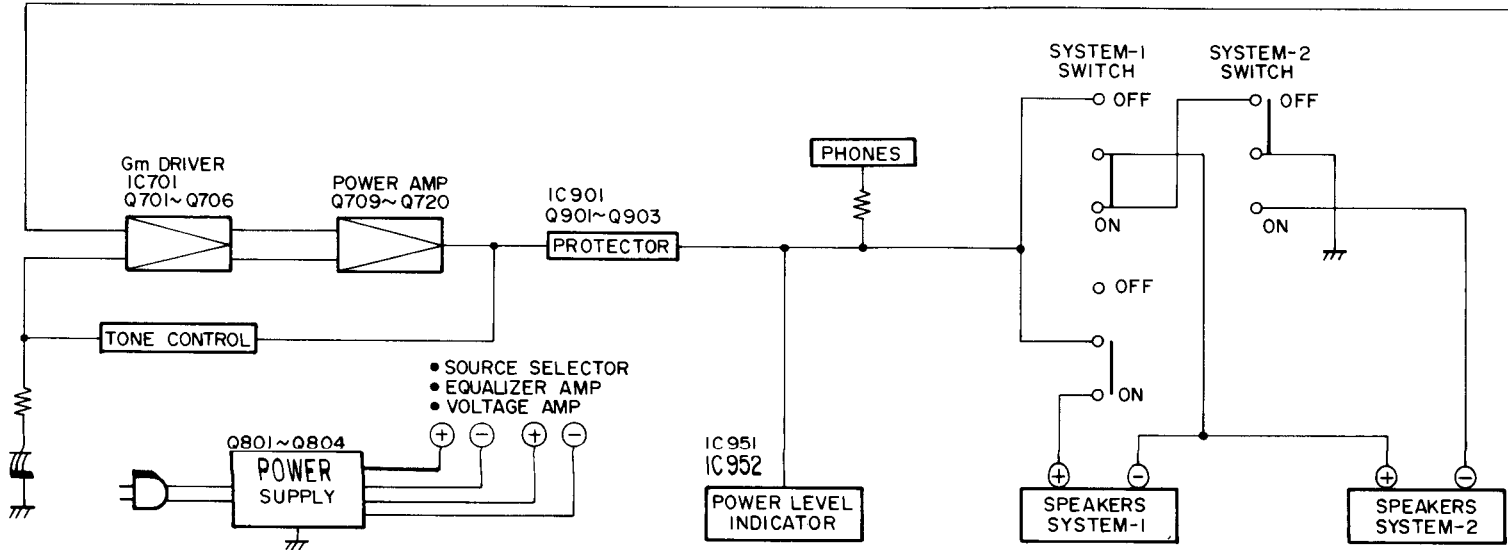 SYSTEM-1
SWITCH
SYSTEM-2
SWITCH
OFF
OFF
ON
ON
OFF
ON
PHONES
Gm DRIVER
IC701
Q701~Q706
POWER AMP
Q709~Q720
IC901
Q901~Q903
PROTECTOR
TONE CONTROL
• SOURCE SELECTOR
• EQUALIZER AMP
• VOLTAGE AMP
+ - + -
Q801~Q804
POWER
SUPPLY
IC951
IC952
POWER LEVEL
INDICATOR
+ -
SPEAKERS
SYSTEM-1
+ -
SPEAKERS
SYSTEM-2